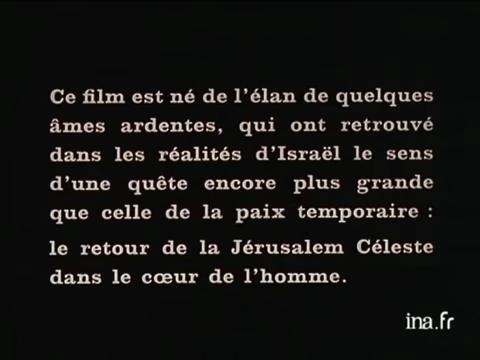 Ce film est né de l'élan de quelques
âmes ardentes, qui ont retrouvé
dans les réalités d'Israël le sens
d'une quête encore plus grande
que celle de la paix temporaire :
le retour de la Jérusalem Céleste
dans le cœur de l'homme.
ina.fr